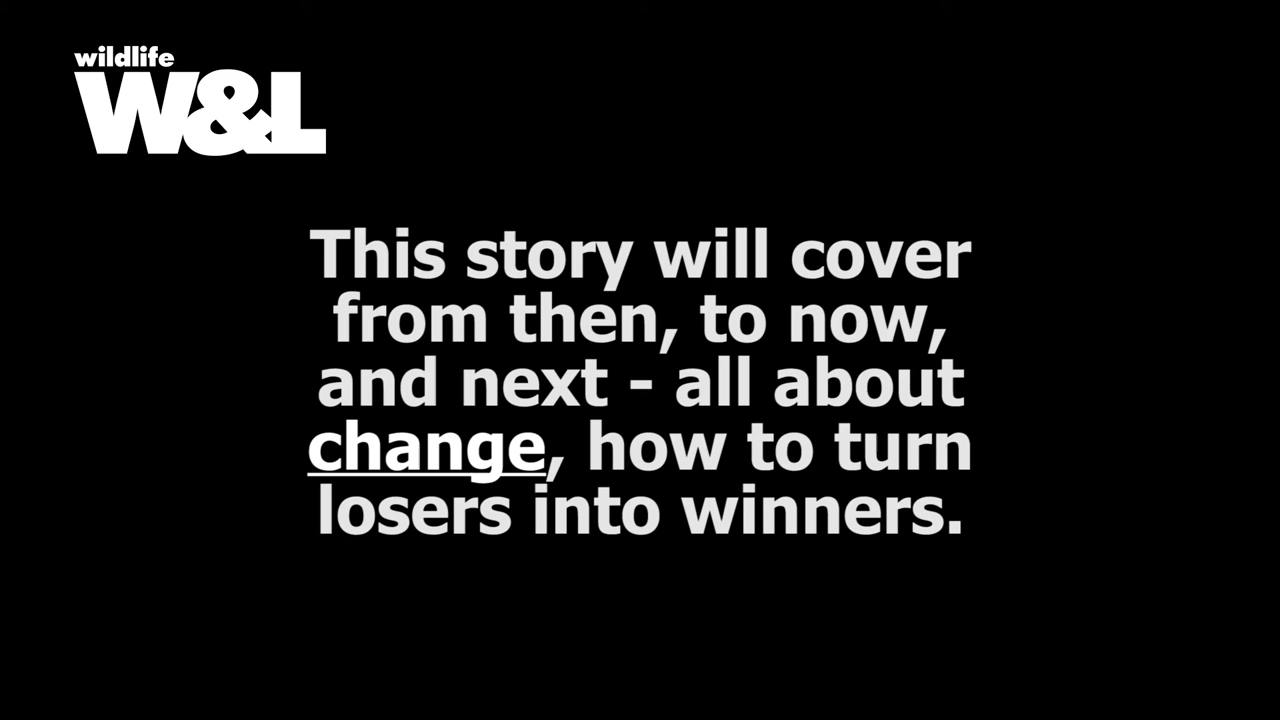 wildlife
W&L
This story will cover
from then, to now,
and next - all about
change, how to turn
losers into winners.